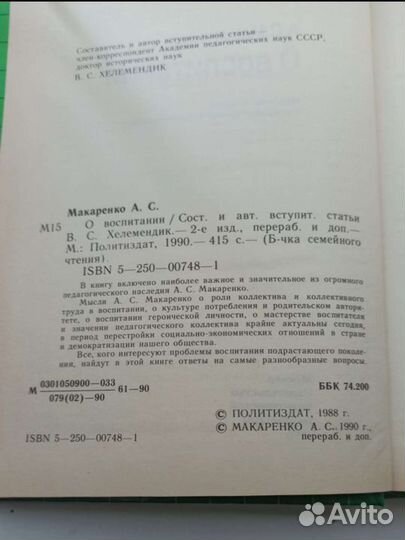 Составитель и автор вступительной статьи
член-корреспондент Академии педагогических наук СССР,
доктор исторических наук
В. С. ХЕЛЕМЕНДИК.
Макаренко А. С.
М15 О воспитании / Сост. и авт. вступит. статьи
В. С. Хелемендик.— 2-е изд., перераб. и доп.—
М.: Политиздат, 1990.— 415 с.— (Б-чка семейного
чтения).
ISBN 5—250—00748—1
В книгу включено наиболее важное и значительное из огромного
педагогического наследия А. С. Макаренко.
Мысли А. С. Макаренко о роли коллектива и коллективного
труда в воспитании, о культуре потребления и родительском автори-
тете, о воспитании героической личности, о мастерстве воспитателя
и значении педагогического коллектива крайне актуальны сегодня,
в период перестройки социально-экономических отношений в стране
и демократизации нашего общества.
Все, кого интересуют проблемы воспитания подрастающего поколе-
ния, найдут в этой книге ответы на самые разнообразные вопросы.
М 0301050900—033 61—90
079(02)—90
ББК 74.200
© ПОЛИТИЗДАТ, 1988 г.
© МАКАРЕНКО А. С., 1990 г.,
перераб. и доп.
ISBN 5—250—00748—1
Avito